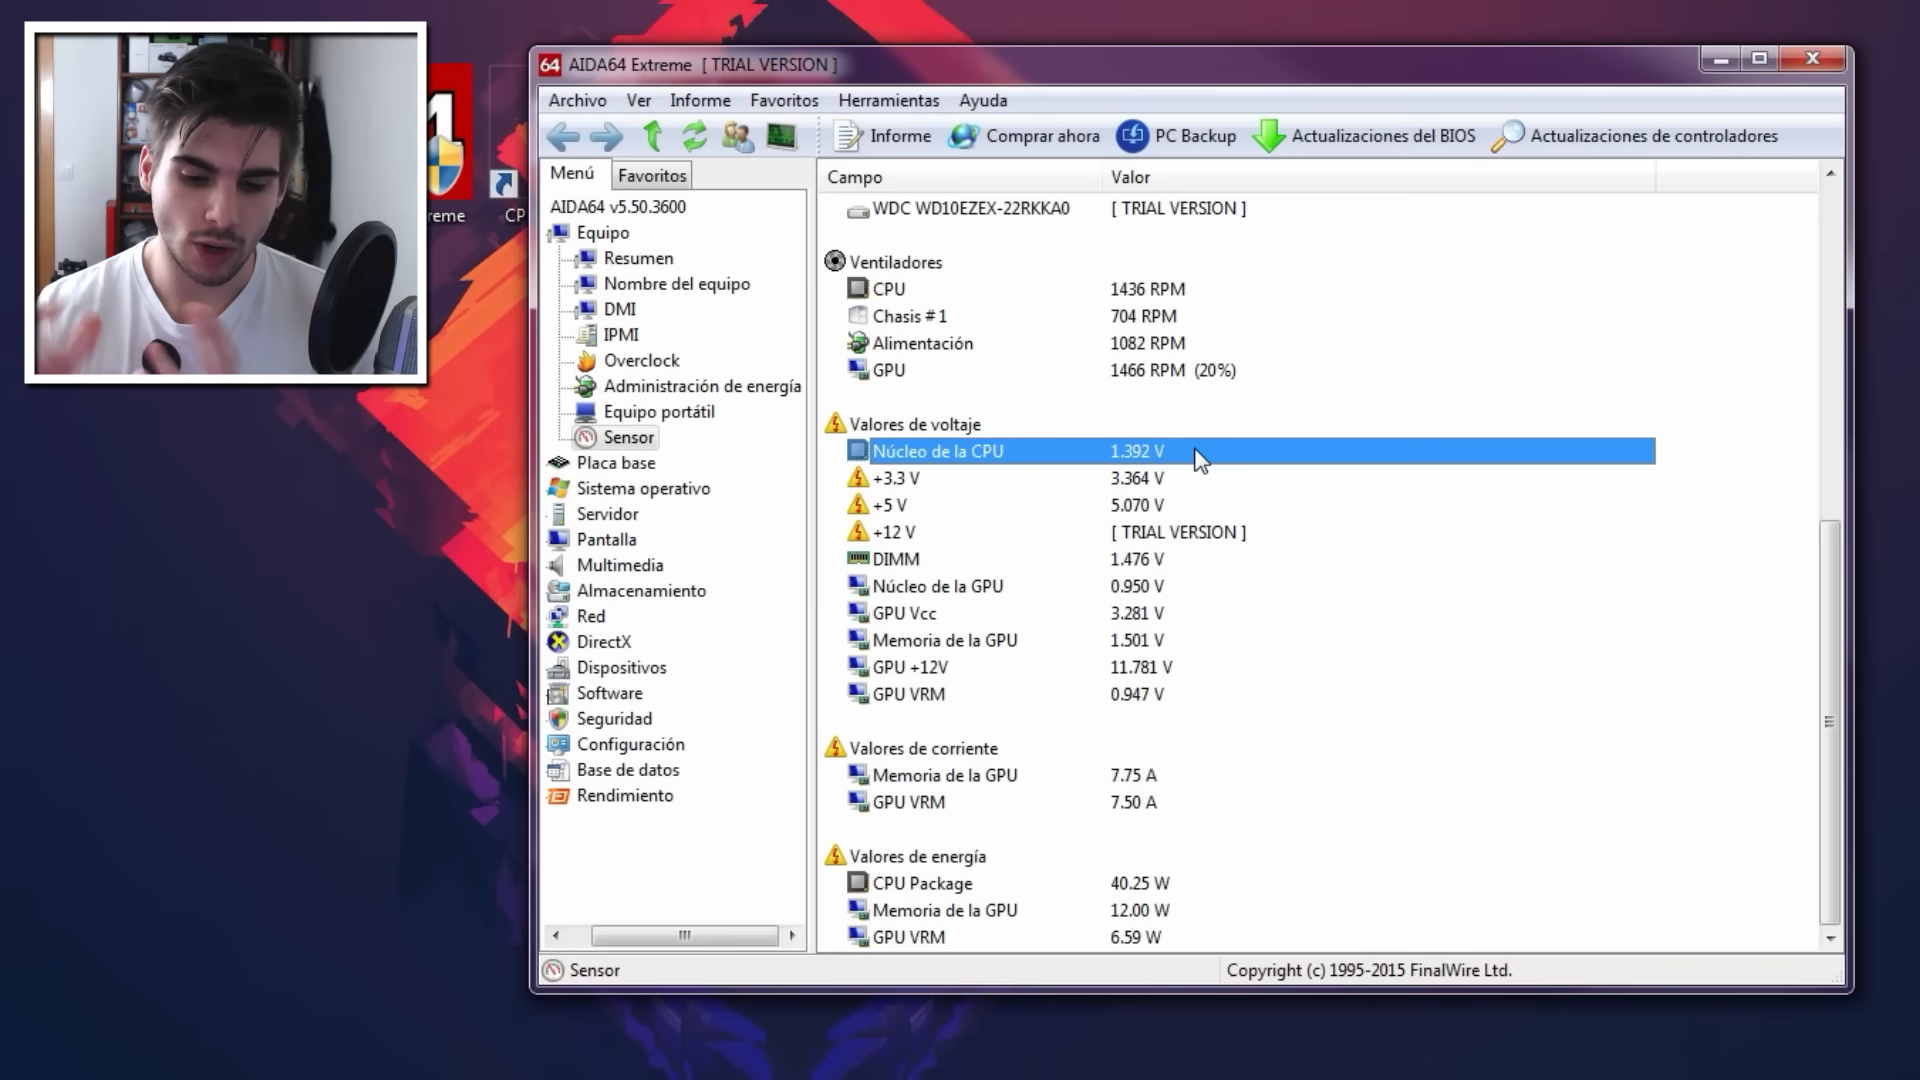 AIDA64 Extreme [ TRIAL VERSION ]
Archivo Ver Informe Favoritos Herramientas Ayuda
Informe Comprar ahora PC Backup Actualizaciones del BIOS Actualizaciones de controladores
Menú Favoritos
AIDA64 v5.50.3600
Equipo
Resumen
Nombre del equipo
DMI
IPMI
Overclock
Administración de energía
Equipo portátil
Sensor
Placa base
Sistema operativo
Servidor
Pantalla
Multimedia
Almacenamiento
Red
DirectX
Dispositivos
Software
Seguridad
Configuración
Base de datos
Rendimiento
Campo Valor
WDC WD10EZEX-22RKKA0 [ TRIAL VERSION ]
Ventiladores
CPU 1436 RPM
Chasis #1 704 RPM
Alimentación 1082 RPM
GPU 1466 RPM (20%)
Valores de voltaje
Núcleo de la CPU 1.392 V
+3.3 V 3.364 V
+5 V 5.070 V
+12 V [ TRIAL VERSION ]
DIMM 1.476 V
Núcleo de la GPU 0.950 V
GPU Vcc 3.281 V
Memoria de la GPU 1.501 V
GPU +12V 11.781 V
GPU VRM 0.947 V
Valores de corriente
Memoria de la GPU 7.75 A
GPU VRM 7.50 A
Valores de energía
CPU Package 40.25 W
Memoria de la GPU 12.00 W
GPU VRM 6.59 W
Sensor Copyright (c) 1995-2015 FinalWire Ltd.
64
reme
CP